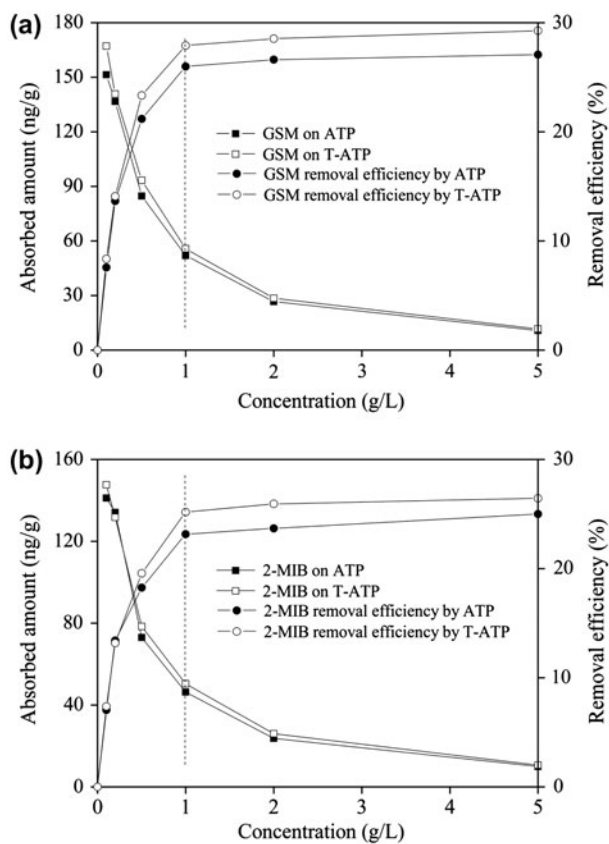 (a)
180
150
120
90
60
30
0
Absorbed amount (ng/g)
30
20
10
0
Removal efficiency (%)
GSM on ATP
GSM on T-ATP
GSM removal efficiency by ATP
GSM removal efficiency by T-ATP
0 1 2 3 4 5
Concentration (g/L)
(b)
160
120
80
40
0
Absorbed amount (ng/g)
30
20
10
0
Removal efficiency (%)
2-MIB on ATP
2-MIB on T-ATP
2-MIB removal efficiency by ATP
2-MIB removal efficiency by T-ATP
0 1 2 3 4 5
Concentration (g/L)